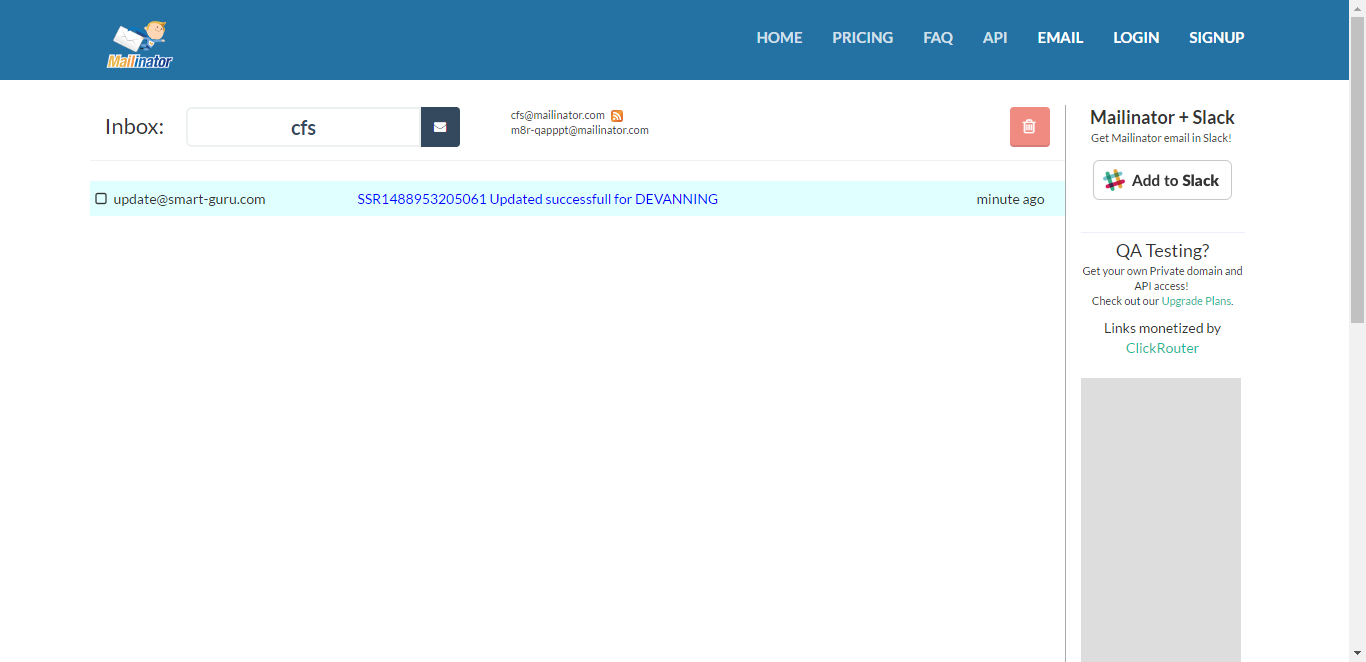 Mailinator
HOME PRICING FAQ API EMAIL LOGIN SIGNUP
Inbox: cfs
cfs@mailinator.com
m8r-qapppt@mailinator.com
update@smart-guru.com SSR1488953205061 Updated successfull for DEVANNING minute ago
Mailinator + Slack
Get Mailinator email in Slack!
Add to Slack
QA Testing?
Get your own Private domain and
API access!
Check out our Upgrade Plans.
Links monetized by
ClickRouter